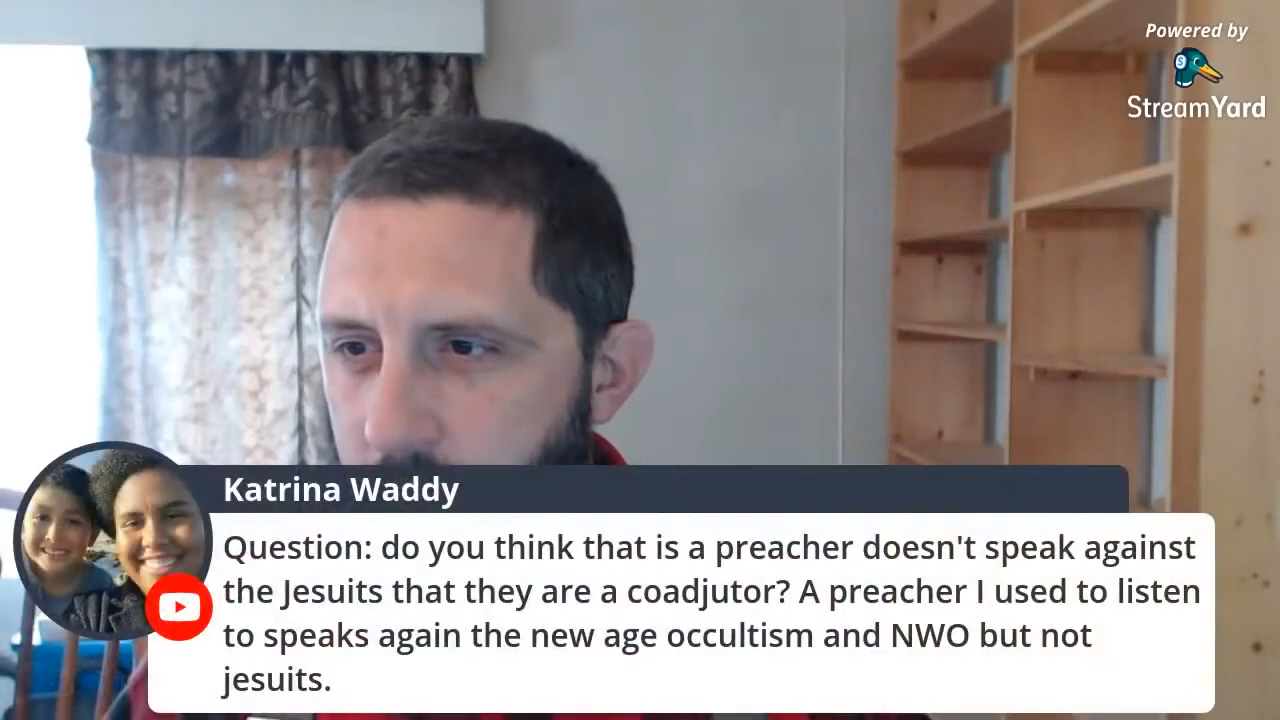 Powered by
StreamYard
Katrina Waddy
Question: do you think that is a preacher doesn't speak against
the Jesuits that they are a coadjutor? A preacher I used to listen
to speaks again the new age occultism and NWO but not
jesuits.